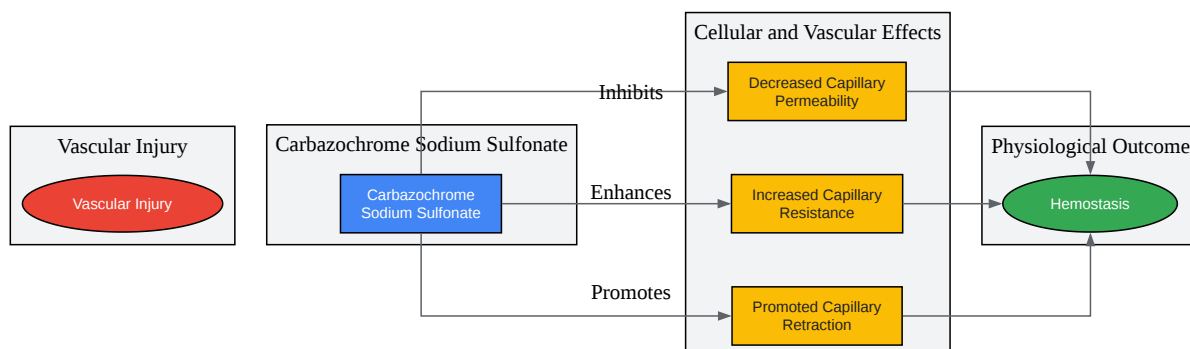 Vascular Injury
Vascular Injury
Carbazochrome Sodium Sulfonate
Carbazochrome
Sodium Sulfonate
Inhibits
Enhances
Promotes
Cellular and Vascular Effects
Decreased Capillary
Permeability
Increased Capillary
Resistance
Promoted Capillary
Retraction
Physiological Outcome
Hemostasis